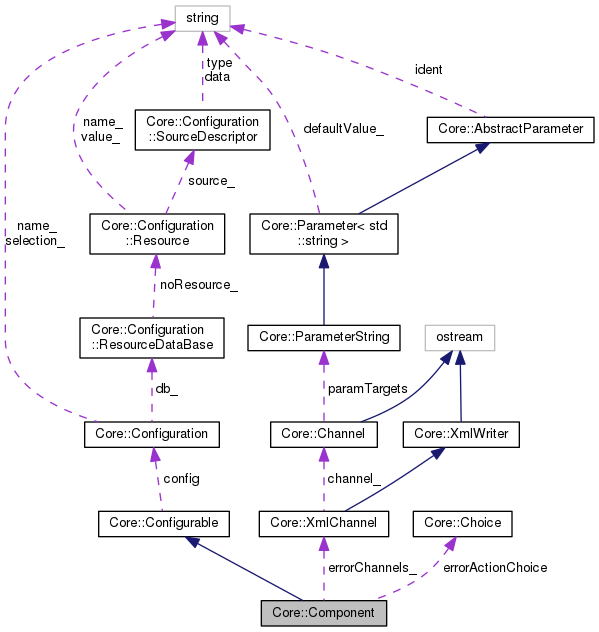 string
type
data
ident
Core::Configuration
::SourceDescriptor
name_
value_
defaultValue_
Core::AbstractParameter
source_
Core::Configuration
::Resource
Core::Parameter< std
::string >
name_
selection_
noResource_
Core::Configuration
::ResourceDataBase
Core::ParameterString
ostream
db_
paramTargets
Core::Configuration
Core::Channel
Core::XmlWriter
config
channel_
Core::Configurable
Core::XmlChannel
Core::Choice
errorChannels_
errorActionChoice
Core::Component